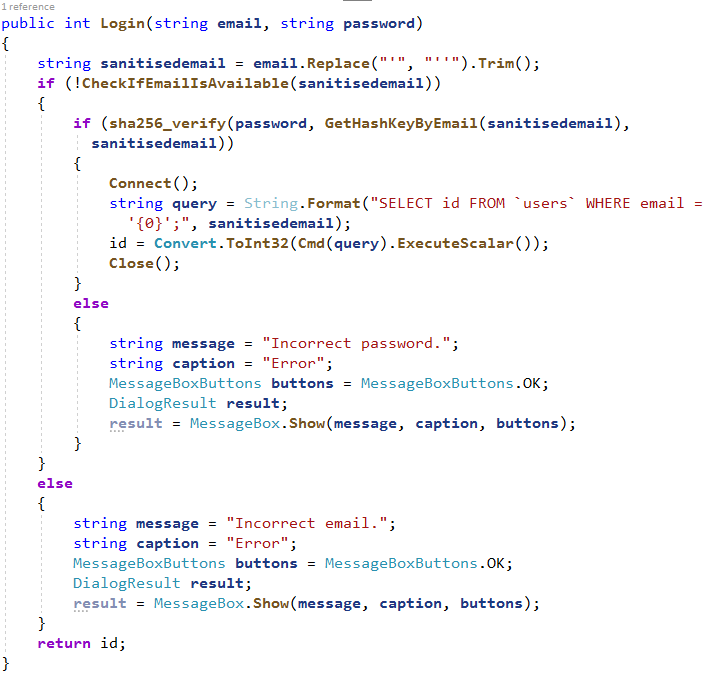 1 reference
public int Login(string email, string password)
{
string sanitisedemail = email.Replace("'", "''").Trim();
if (!CheckIfEmailIsAvailable(sanitisedemail))
{
if (sha256_verify(password, GetHashKeyByEmail(sanitisedemail),
sanitisedemail))
{
Connect();
string query = String.Format("SELECT id FROM `users` WHERE email =
'{0}';", sanitisedemail);
id = Convert.ToInt32(Cmd(query).ExecuteScalar());
Close();
}
else
{
string message = "Incorrect password.";
string caption = "Error";
MessageBoxButtons buttons = MessageBoxButtons.OK;
DialogResult result;
result = MessageBox.Show(message, caption, buttons);
}
}
else
{
string message = "Incorrect email.";
string caption = "Error";
MessageBoxButtons buttons = MessageBoxButtons.OK;
DialogResult result;
result = MessageBox.Show(message, caption, buttons);
}
return id;
}